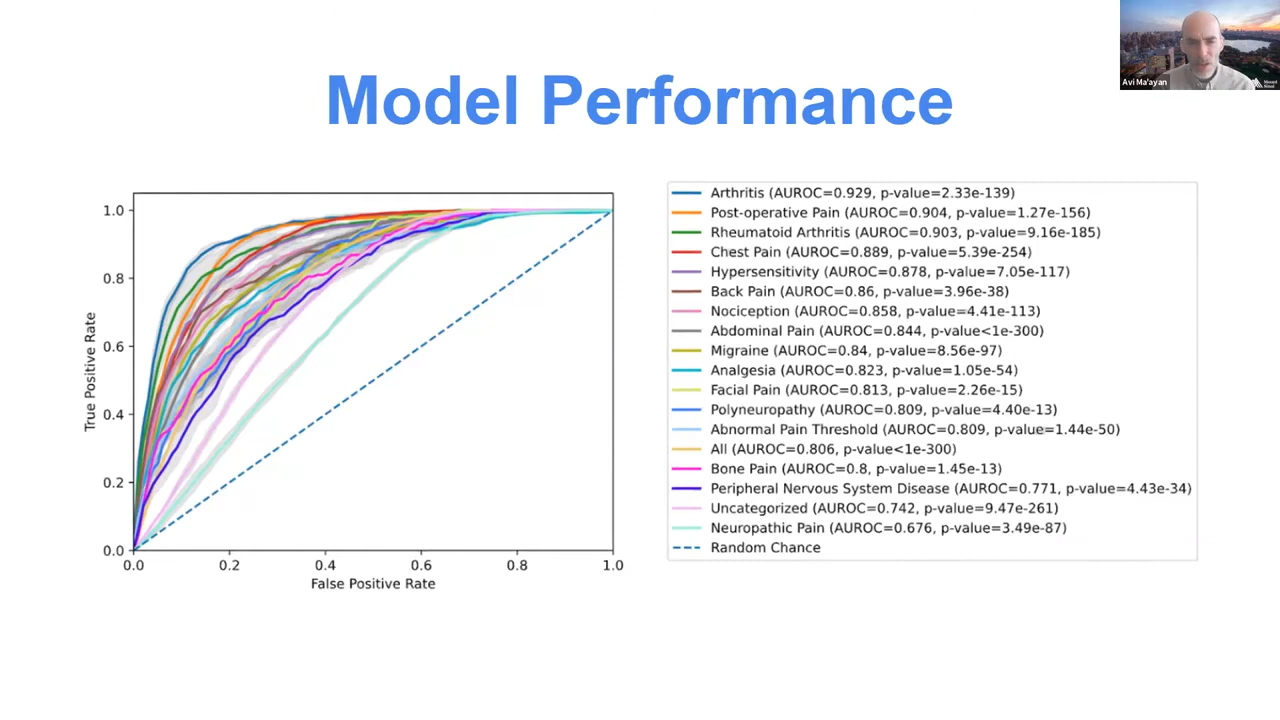 Avi Ma'ayan
Mount
Sinai
Model Performance
True Positive Rate
1.0
0.8
0.6
0.4
0.2
0.0
0.0 0.2 0.4 0.6 0.8 1.0
False Positive Rate
Arthritis (AUROC=0.929, p-value=2.33e-139)
Post-operative Pain (AUROC=0.904, p-value=1.27e-156)
Rheumatoid Arthritis (AUROC=0.903, p-value=9.16e-185)
Chest Pain (AUROC=0.889, p-value=5.39e-254)
Hypersensitivity (AUROC=0.878, p-value=7.05e-117)
Back Pain (AUROC=0.86, p-value=3.96e-38)
Nociception (AUROC=0.858, p-value=4.41e-113)
Abdominal Pain (AUROC=0.844, p-value<1e-300)
Migraine (AUROC=0.84, p-value=8.56e-97)
Analgesia (AUROC=0.823, p-value=1.05e-54)
Facial Pain (AUROC=0.813, p-value=2.26e-15)
Polyneuropathy (AUROC=0.809, p-value=4.40e-13)
Abnormal Pain Threshold (AUROC=0.809, p-value=1.44e-50)
All (AUROC=0.806, p-value<1e-300)
Bone Pain (AUROC=0.8, p-value=1.45e-13)
Peripheral Nervous System Disease (AUROC=0.771, p-value=4.43e-34)
Uncategorized (AUROC=0.742, p-value=9.47e-261)
Neuropathic Pain (AUROC=0.676, p-value=3.49e-87)
Random Chance